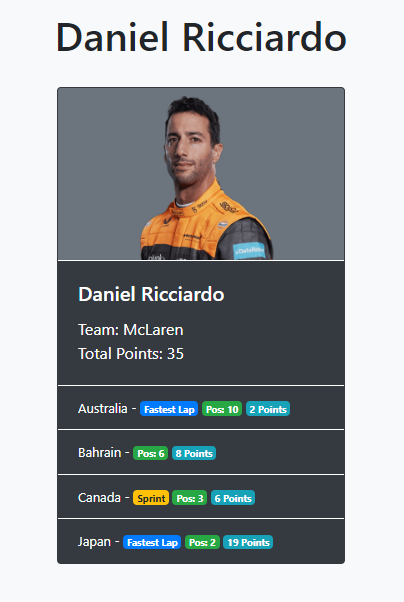 Daniel Ricciardo
Daniel Ricciardo
Team: McLaren
Total Points: 35
Australia - Fastest Lap Pos: 10 2 Points
Bahrain - Pos: 6 8 Points
Canada - Sprint Pos: 3 6 Points
Japan - Fastest Lap Pos: 2 19 Points